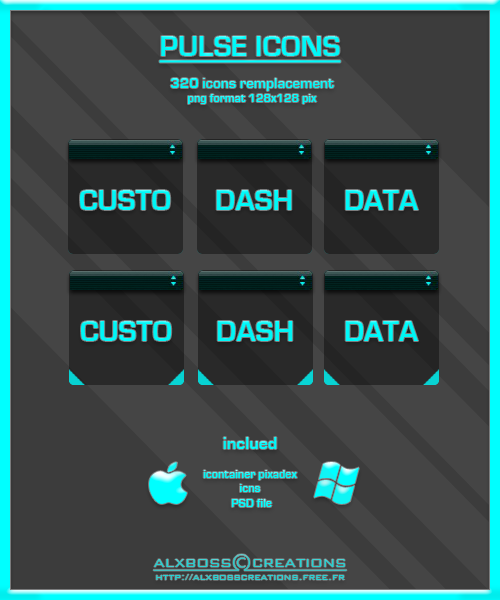 PULSE ICONS
320 icons remplacement
png format 128x128 pix
CUSTO DASH DATA
CUSTO DASH DATA
inclued
icontainer pixadex
icns
PSD file
ALXBOSS©CREATIONS
HTTP://ALXBOSSCREATIONS.FREE.FR